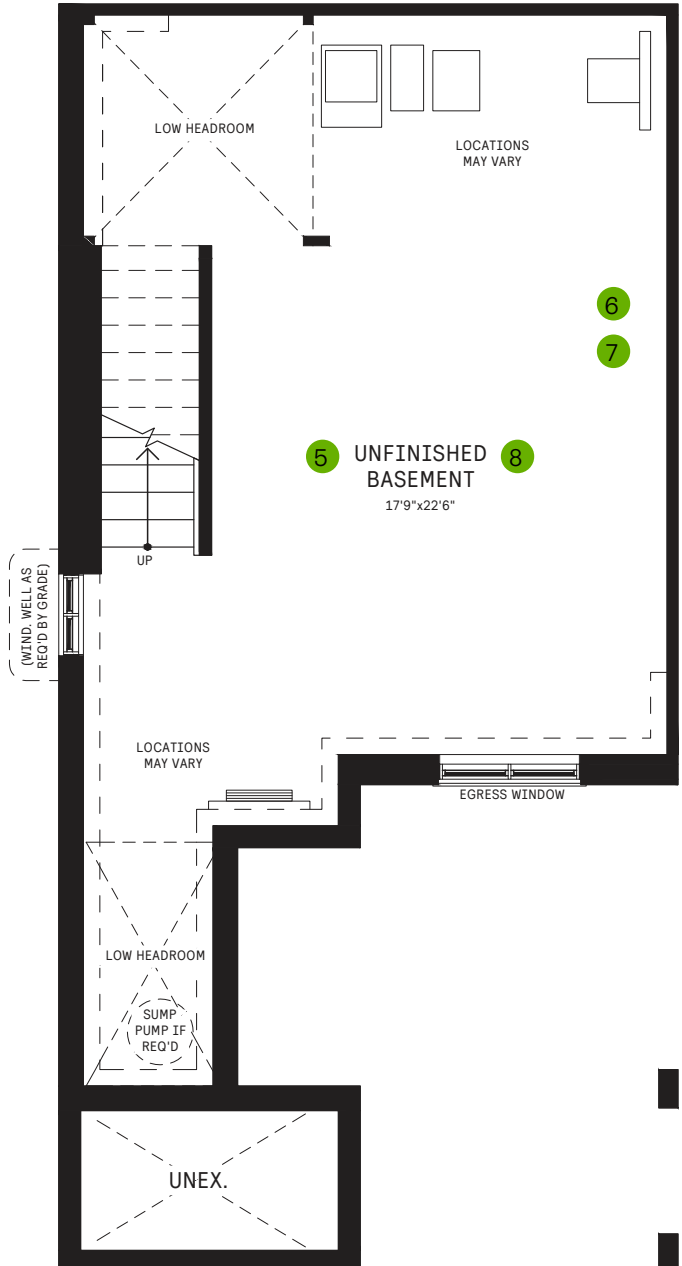 LOW HEADROOM
LOCATIONS
MAY VARY
6
7
5
UNFINISHED
8
BASEMENT
17'9"x22'6"
UP
(WIND. WELL AS
REQ'D BY GRADE)
LOCATIONS
MAY VARY
EGRESS WINDOW
LOW HEADROOM
SUMP
PUMP IF
REQ'D
UNEX.